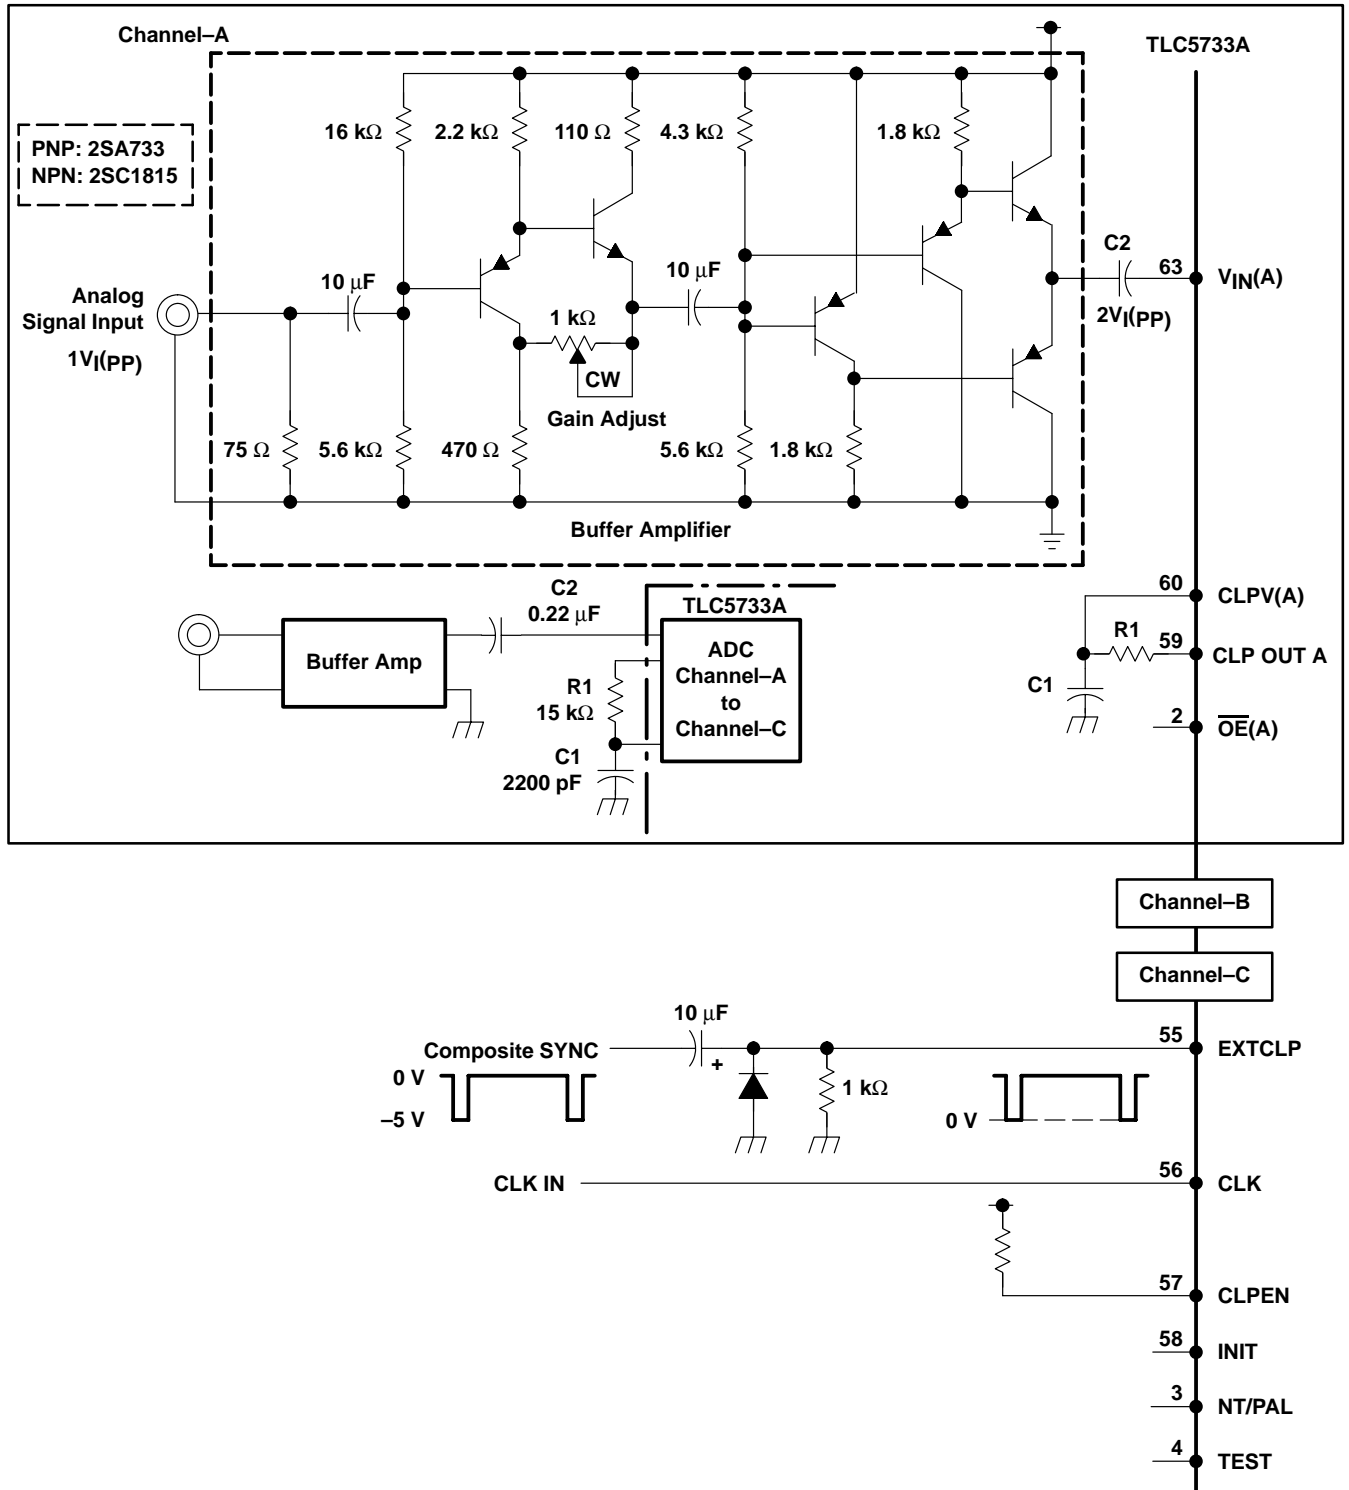 Channel–A
TLC5733A
PNP: 2SA733
NPN: 2SC1815
16 kΩ
2.2 kΩ
110 Ω
4.3 kΩ
1.8 kΩ
Analog
Signal Input
1VI(PP)
10 μF
1 kΩ
CW
Gain Adjust
10 μF
C2
2VI(PP)
63
VIN(A)
75 Ω
5.6 kΩ
470 Ω
5.6 kΩ
1.8 kΩ
Buffer Amplifier
C2
0.22 μF
TLC5733A
Buffer Amp
ADC
Channel–A
to
Channel–C
R1
15 kΩ
C1
2200 pF
60
CLPV(A)
R1
59
CLP OUT A
C1
2
O̅E̅(A)
Channel–B
Channel–C
10 μF
55
EXTCLP
Composite SYNC
+
0 V
–5 V
1 kΩ
0 V
CLK IN
56
CLK
57
CLPEN
58
INIT
3
NT/PAL
4
TEST